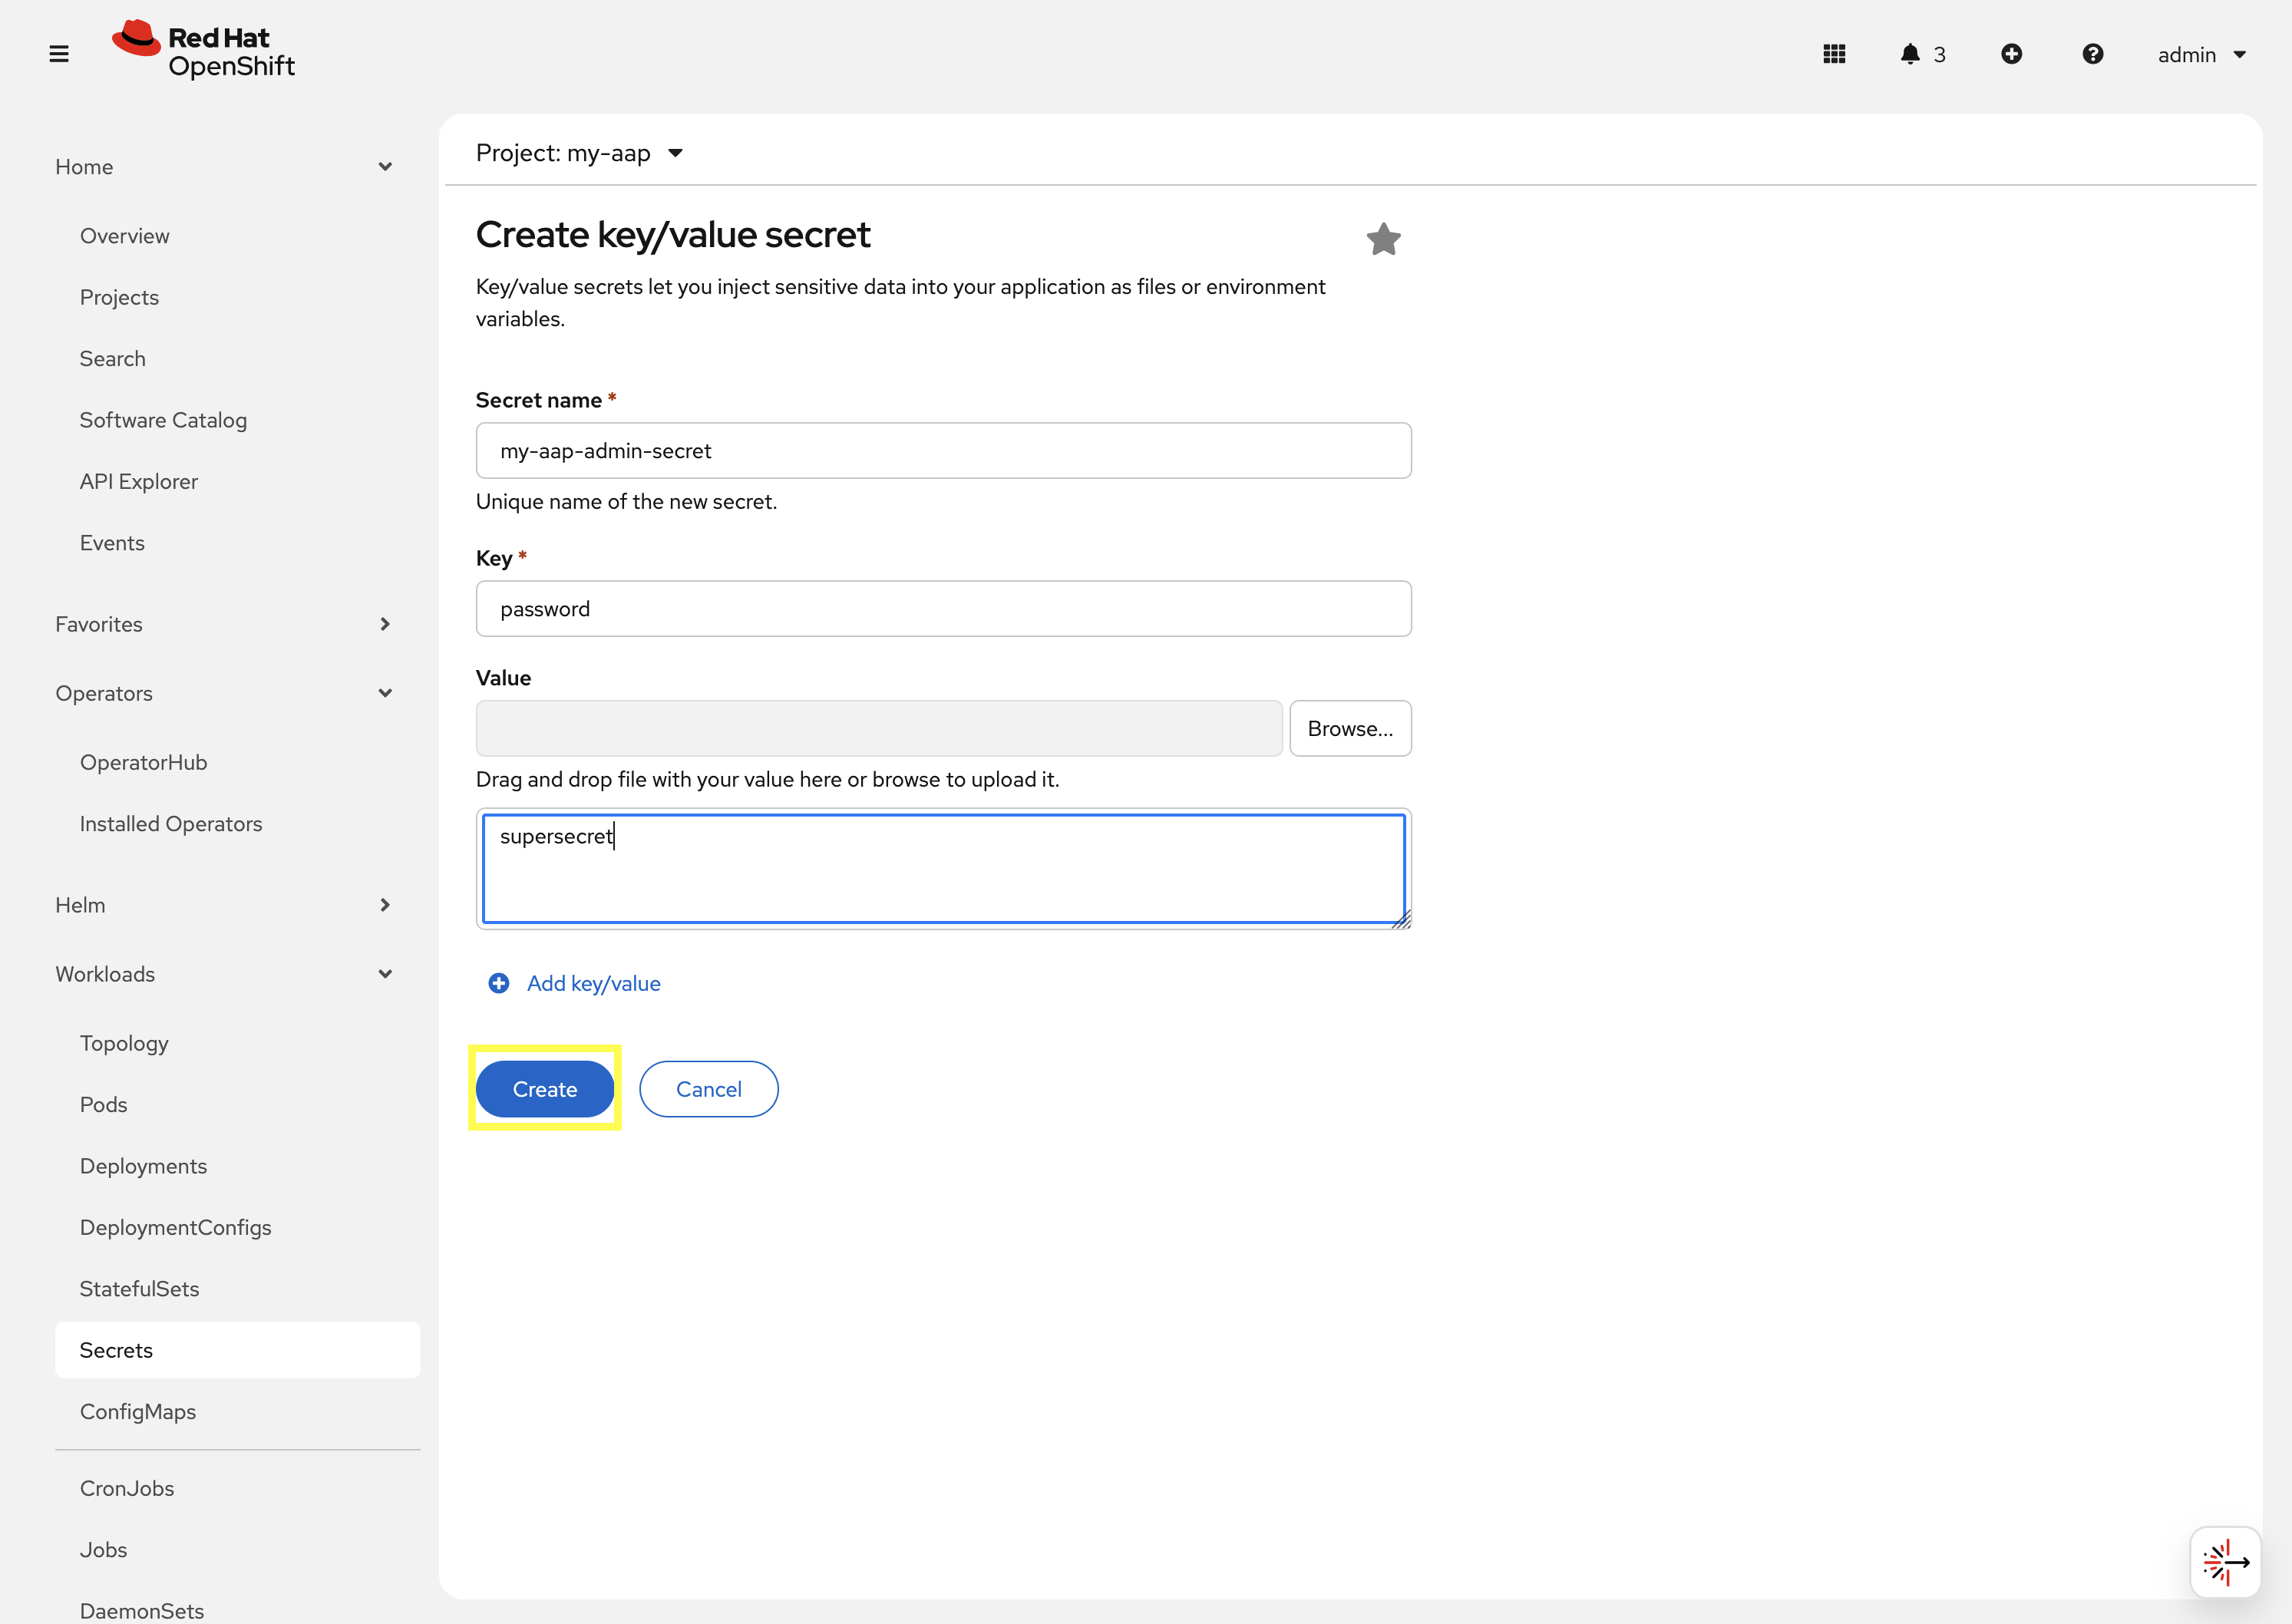 Red Hat
OpenShift
3
admin
Home
Overview
Projects
Search
Software Catalog
API Explorer
Events
Favorites
Operators
OperatorHub
Installed Operators
Helm
Workloads
Topology
Pods
Deployments
DeploymentConfigs
StatefulSets
Secrets
ConfigMaps
CronJobs
Jobs
DaemonSets
Project: my-aap
Create key/value secret
Key/value secrets let you inject sensitive data into your application as files or environment
variables.
Secret name *
my-aap-admin-secret
Unique name of the new secret.
Key *
password
Value
Browse...
Drag and drop file with your value here or browse to upload it.
supersecret
Add key/value
Create
Cancel